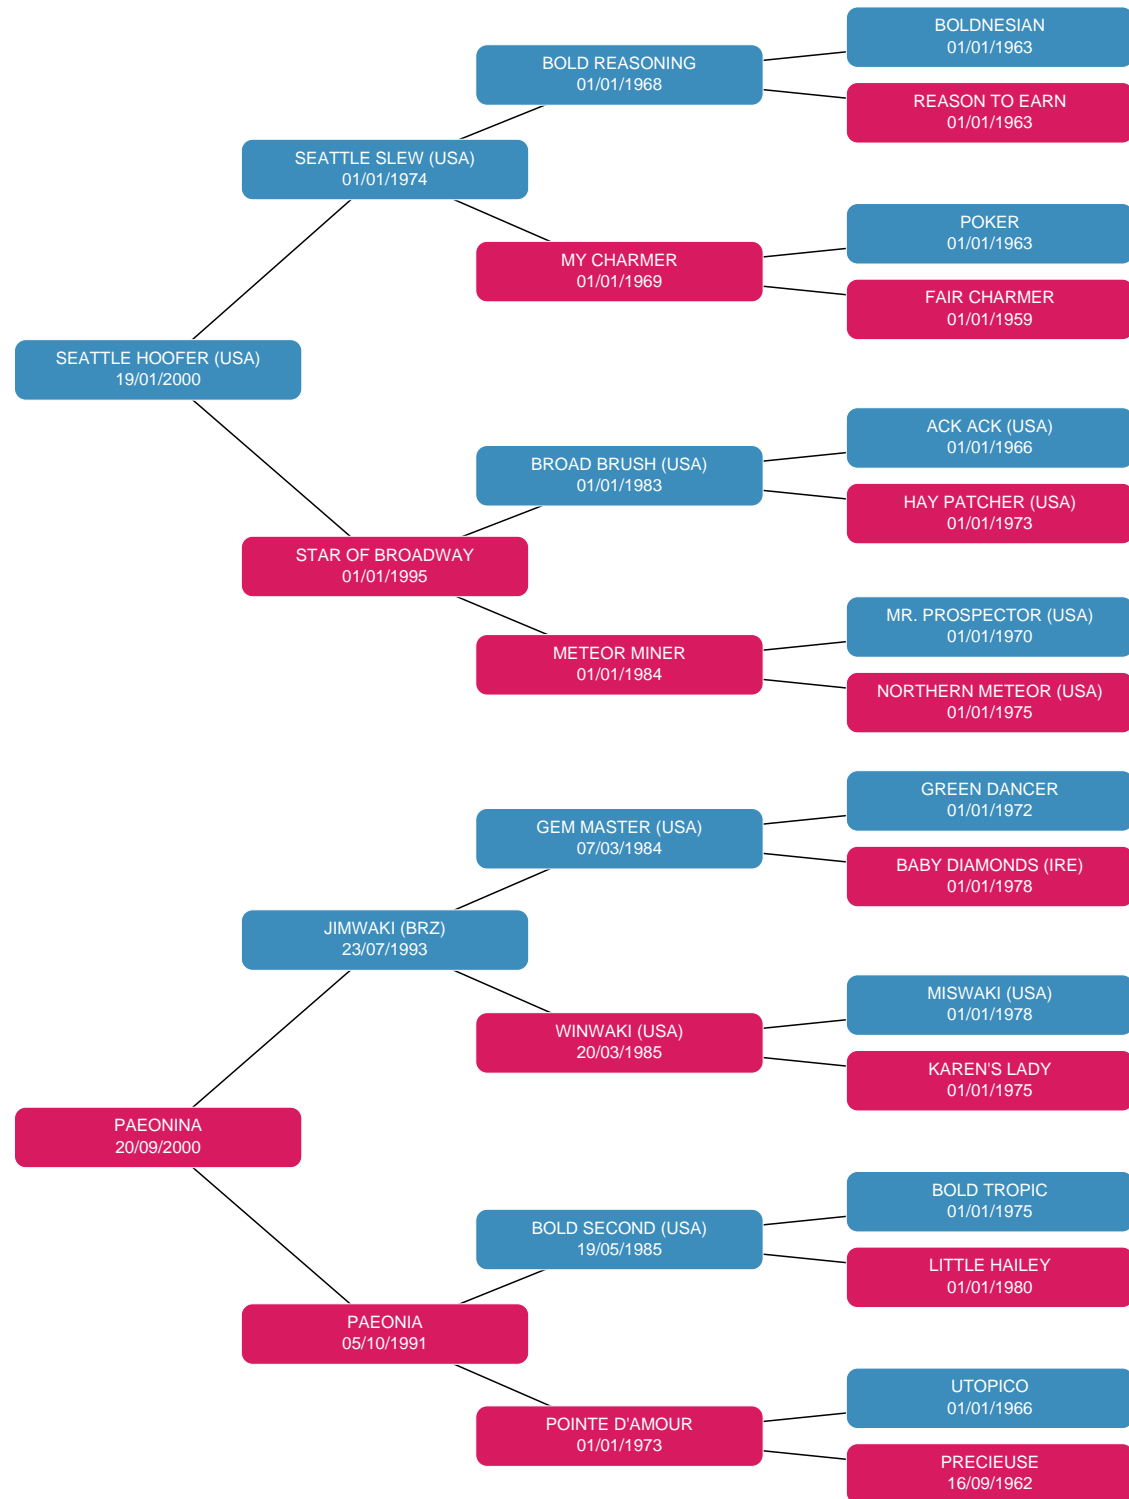 BOLDNESIAN
01/01/1963
BOLD REASONING
01/01/1968
REASON TO EARN
01/01/1963
SEATTLE SLEW (USA)
01/01/1974
POKER
01/01/1963
MY CHARMER
01/01/1969
FAIR CHARMER
01/01/1959
SEATTLE HOOFER (USA)
19/01/2000
ACK ACK (USA)
01/01/1966
BROAD BRUSH (USA)
01/01/1983
HAY PATCHER (USA)
01/01/1973
STAR OF BROADWAY
01/01/1995
MR. PROSPECTOR (USA)
01/01/1970
METEOR MINER
01/01/1984
NORTHERN METEOR (USA)
01/01/1975
GREEN DANCER
01/01/1972
GEM MASTER (USA)
07/03/1984
BABY DIAMONDS (IRE)
01/01/1978
JIMWAKI (BRZ)
23/07/1993
MISWAKI (USA)
01/01/1978
WINWAKI (USA)
20/03/1985
KAREN'S LADY
01/01/1975
PAEONINA
20/09/2000
BOLD TROPIC
01/01/1975
BOLD SECOND (USA)
19/05/1985
LITTLE HAILEY
01/01/1980
PAEONIA
05/10/1991
UTOPICO
01/01/1966
POINTE D'AMOUR
01/01/1973
PRECIEUSE
16/09/1962